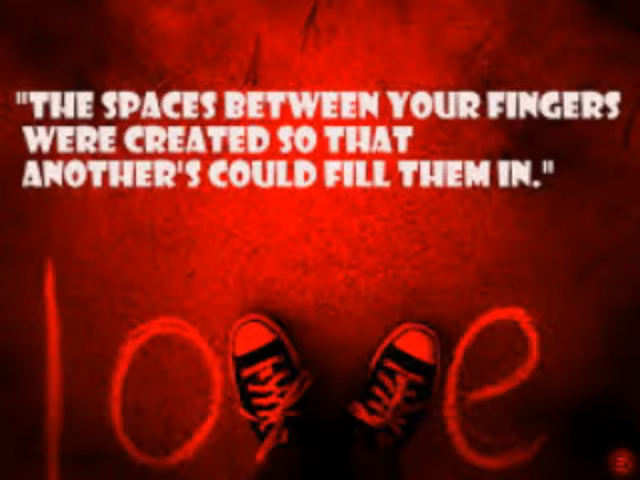 "THE SPACES BETWEEN YOUR FINGERS
WERE CREATED SO THAT
ANOTHER'S COULD FILL THEM IN."
lo e